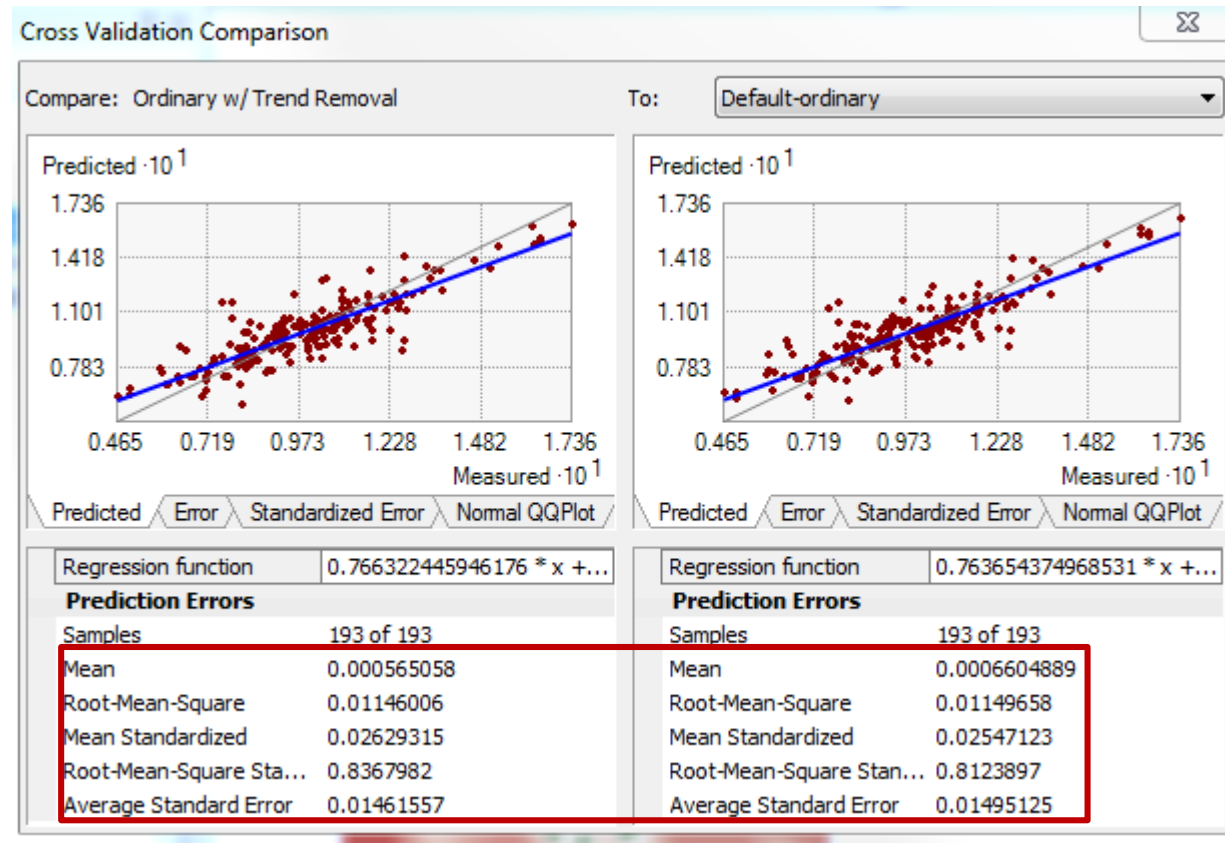 Cross Validation Comparison
Compare: Ordinary w/ Trend Removal
To: Default-ordinary
Predicted ·10 1
1.736
1.418
1.101
0.783
0.465 0.719 0.973 1.228 1.482 1.736
Measured ·10 1
Predicted Error Standardized Error Normal QQPlot
Regression function 0.766322445946176 * x +...
Prediction Errors
Samples 193 of 193
Mean 0.000565058
Root-Mean-Square 0.01146006
Mean Standardized 0.02629315
Root-Mean-Square Sta... 0.8367982
Average Standard Error 0.01461557
Predicted ·10 1
1.736
1.418
1.101
0.783
0.465 0.719 0.973 1.228 1.482 1.736
Measured ·10 1
Predicted Error Standardized Error Normal QQPlot
Regression function 0.763654374968531 * x +...
Prediction Errors
Samples 193 of 193
Mean 0.0006604889
Root-Mean-Square 0.01149658
Mean Standardized 0.02547123
Root-Mean-Square Stan... 0.8123897
Average Standard Error 0.01495125